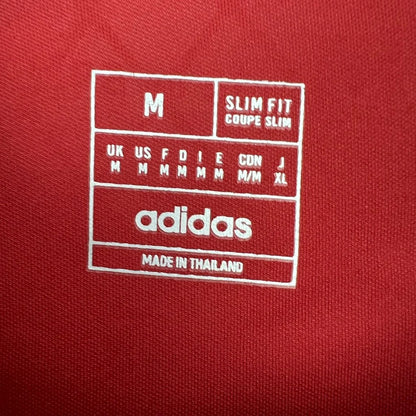 M
SLIM FIT
COUPE SLIM
UK US F D I E CDN J
M M M M M M M/M XL
adidas
MADE IN THAILAND